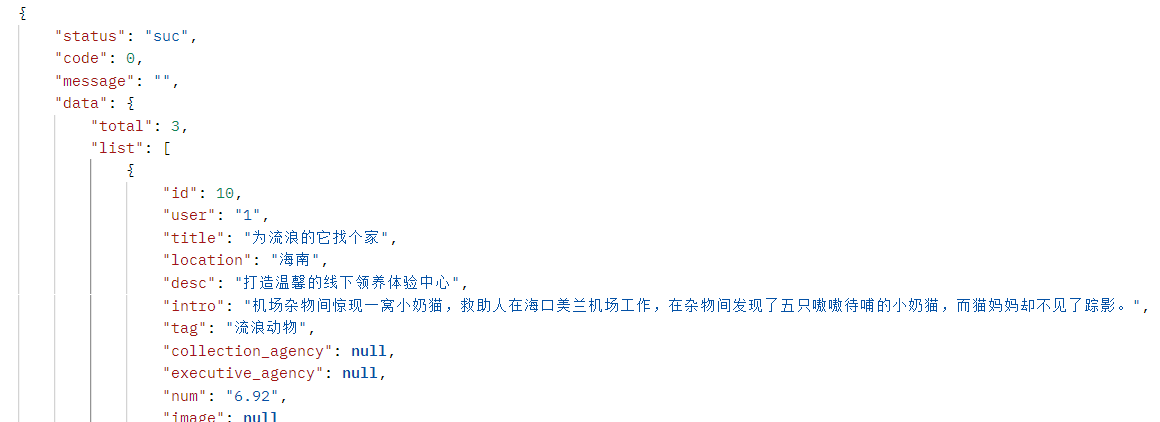 {
"status": "suc",
"code": 0,
"message": "",
"data": {
"total": 3,
"list": [
{
"id": 10,
"user": "1",
"title": "为流浪的它找个家",
"location": "海南",
"desc": "打造温馨的线下领养体验中心",
"intro": "机场杂物间惊现一窝小奶猫，救助人在海口美兰机场工作，在杂物间发现了五只嗷嗷待哺的小奶猫，而猫妈妈却不见了踪影。",
"tag": "流浪动物",
"collection_agency": null,
"executive_agency": null,
"num": "6.92",
"image": null